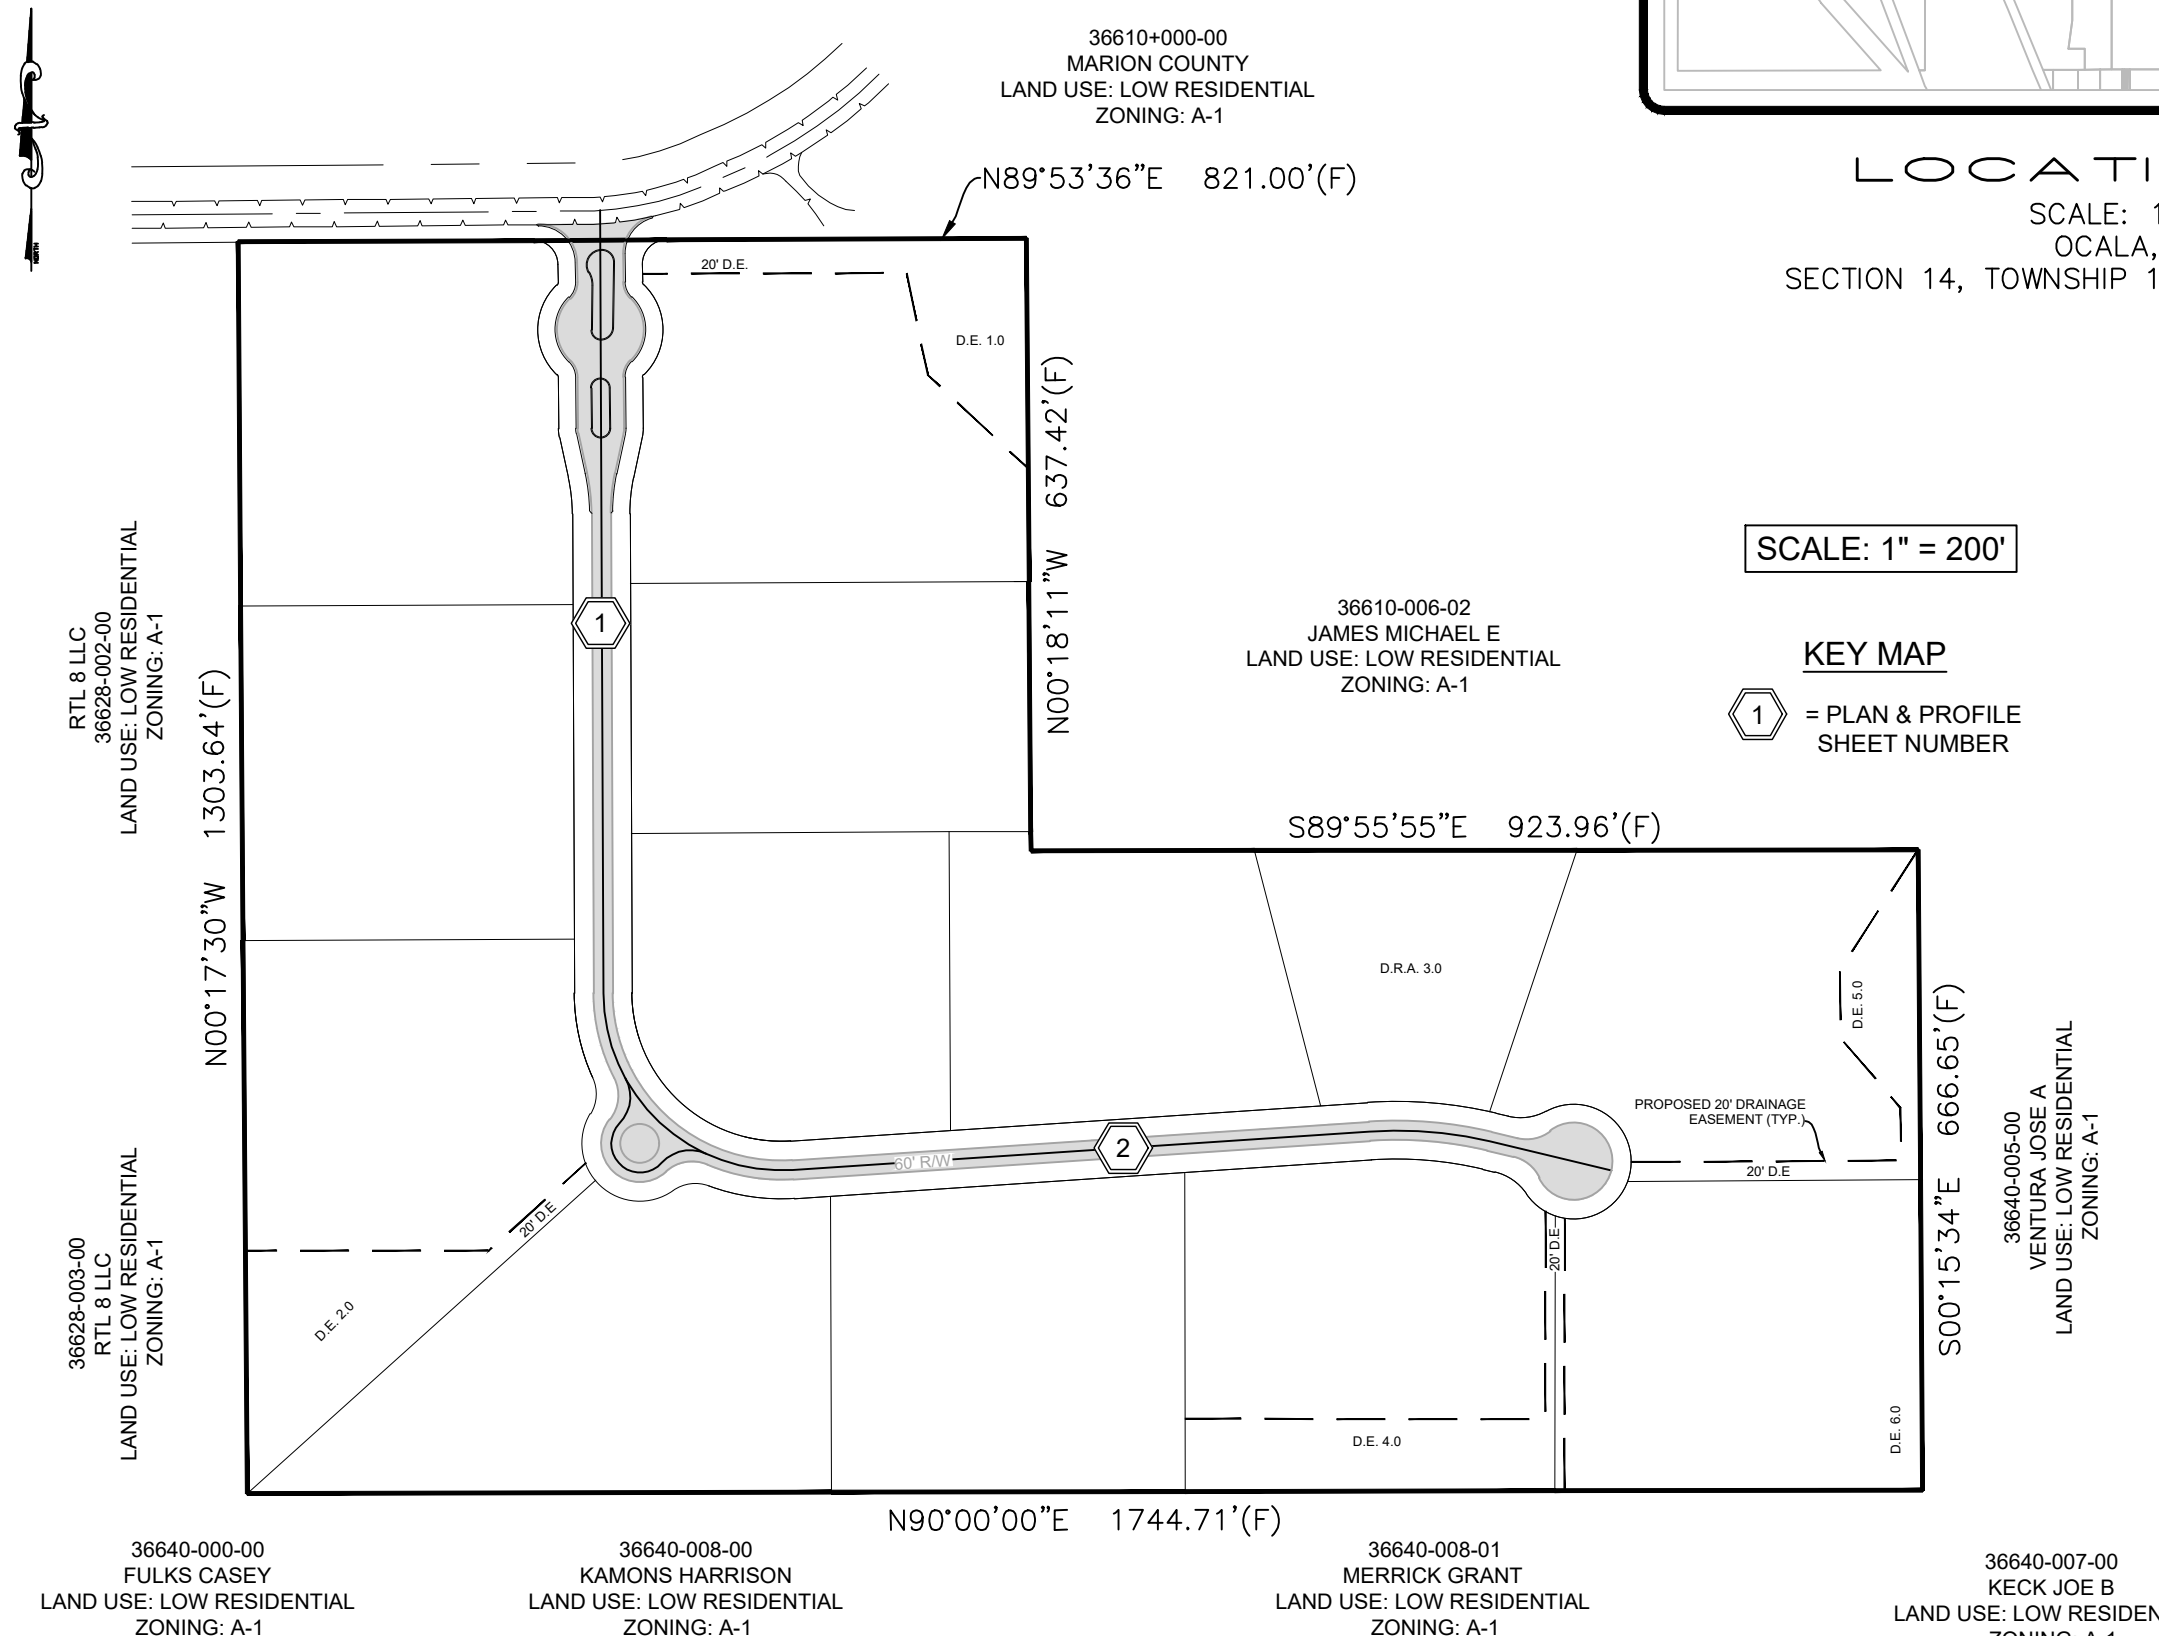 36610+000-00
MARION COUNTY
LAND USE: LOW RESIDENTIAL
ZONING: A-1
NORTH
N89°53'36"E 821.00'(F)
LOCATI
SCALE: 1
OCALA,
SECTION 14, TOWNSHIP 1
20' D.E.
D.E. 1.0
N00°18'11"W 637.42'(F)
SCALE: 1" = 200'
RTL 8 LLC
36628-002-00
LAND USE: LOW RESIDENTIAL
ZONING: A-1
1
36610-006-02
JAMES MICHAEL E
LAND USE: LOW RESIDENTIAL
ZONING: A-1
KEY MAP
1 = PLAN & PROFILE
SHEET NUMBER
N00°17'30"W 1303.64'(F)
S89°55'55"E 923.96'(F)
D.R.A. 3.0
D.E. 5.0
S00°15'34"E 666.65'(F)
36640-005-00
VENTURA JOSE A
LAND USE: LOW RESIDENTIAL
ZONING: A-1
PROPOSED 20' DRAINAGE
EASEMENT (TYP.)
2
60' R/W
20' D.E
20' D.E
20' D.E.
36628-003-00
RTL 8 LLC
LAND USE: LOW RESIDENTIAL
ZONING: A-1
D.E. 2.0
D.E. 4.0
D.E. 6.0
N90°00'00"E 1744.71'(F)
36640-000-00
FULKS CASEY
LAND USE: LOW RESIDENTIAL
ZONING: A-1
36640-008-00
KAMONS HARRISON
LAND USE: LOW RESIDENTIAL
ZONING: A-1
36640-008-01
MERRICK GRANT
LAND USE: LOW RESIDENTIAL
ZONING: A-1
36640-007-00
KECK JOE B
LAND USE: LOW RESIDEN
ZONING: A-1